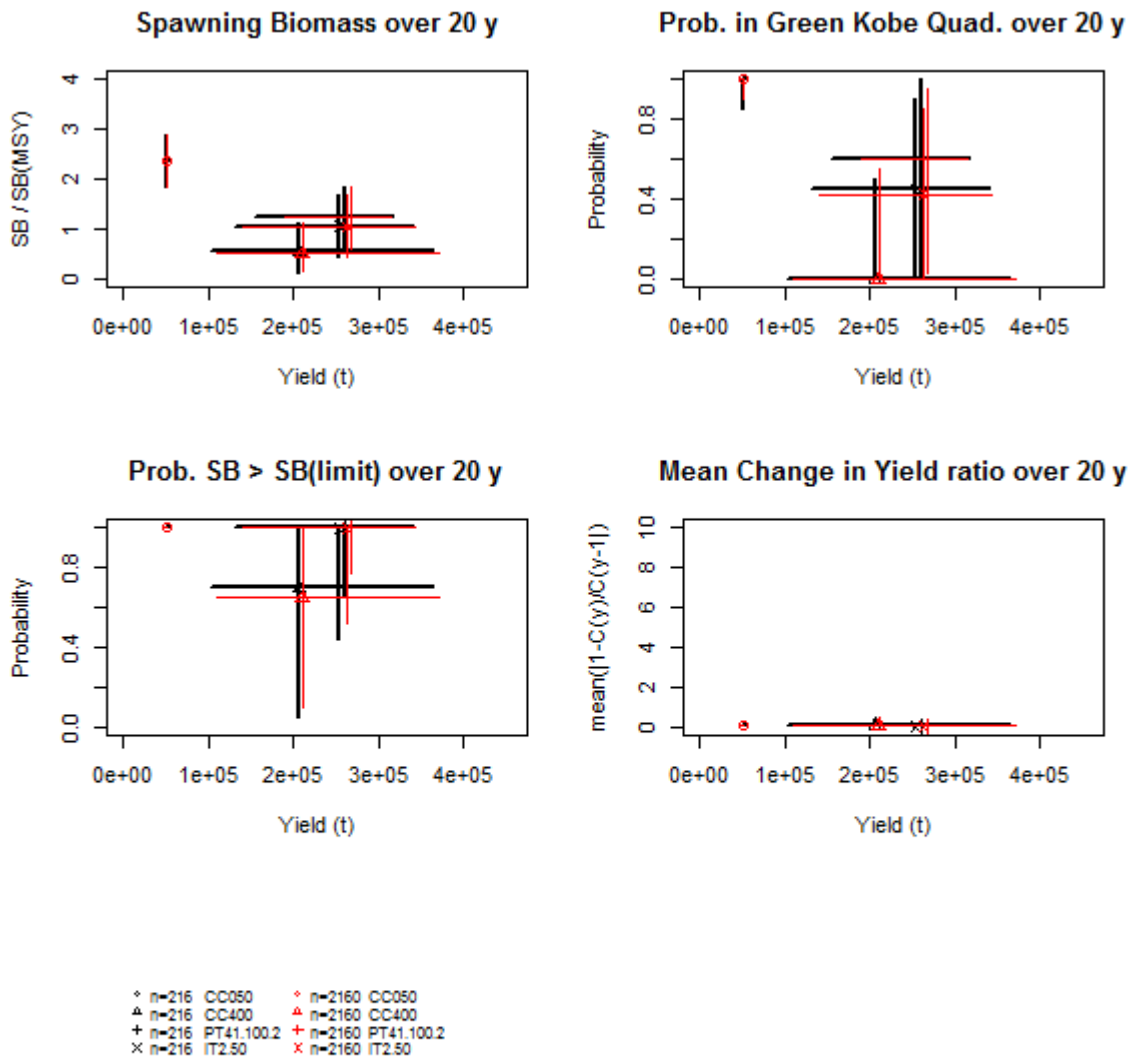 Spawning Biomass over 20 y
SB / SB(MSY)
4
3
2
1
0
0e+00 1e+05 2e+05 3e+05 4e+05
Yield (t)
Prob. in Green Kobe Quad. over 20 y
Probability
0.8
0.4
0.0
0e+00 1e+05 2e+05 3e+05 4e+05
Yield (t)
Prob. SB > SB(limit) over 20 y
Probability
0.8
0.4
0.0
0e+00 1e+05 2e+05 3e+05 4e+05
Yield (t)
Mean Change in Yield ratio over 20 y
mean(|1-C(y)/C(y-1|)
10
8
6
4
2
0
0e+00 1e+05 2e+05 3e+05 4e+05
Yield (t)
n=216 CC050 n=2160 CC050
n=216 CC400 n=2160 CC400
n=216 PT41.100.2 n=2160 PT41.100.2
n=216 IT2.50 n=2160 IT2.50